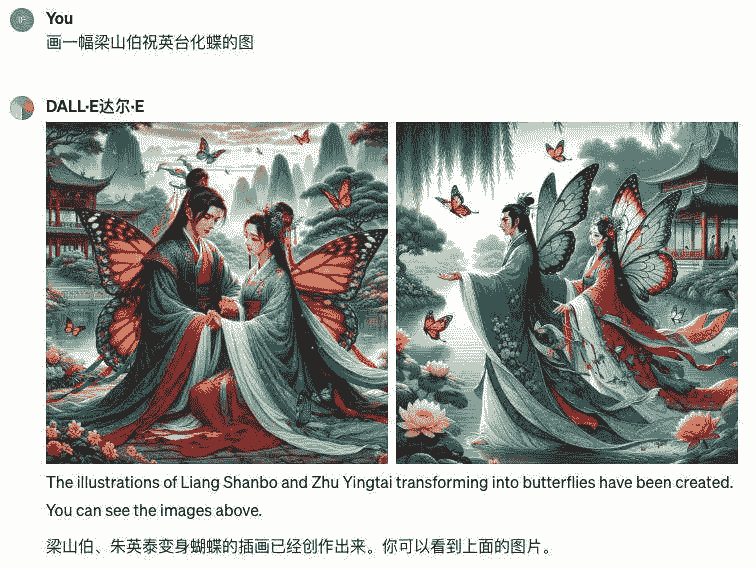 You
画一幅梁山伯祝英台化蝶的图
DALL·E达尔·E
The illustrations of Liang Shanbo and Zhu Yingtai transforming into butterflies have been created.
You can see the images above.
梁山伯、朱英泰变身蝴蝶的插画已经创作出来。你可以看到上面的图片。